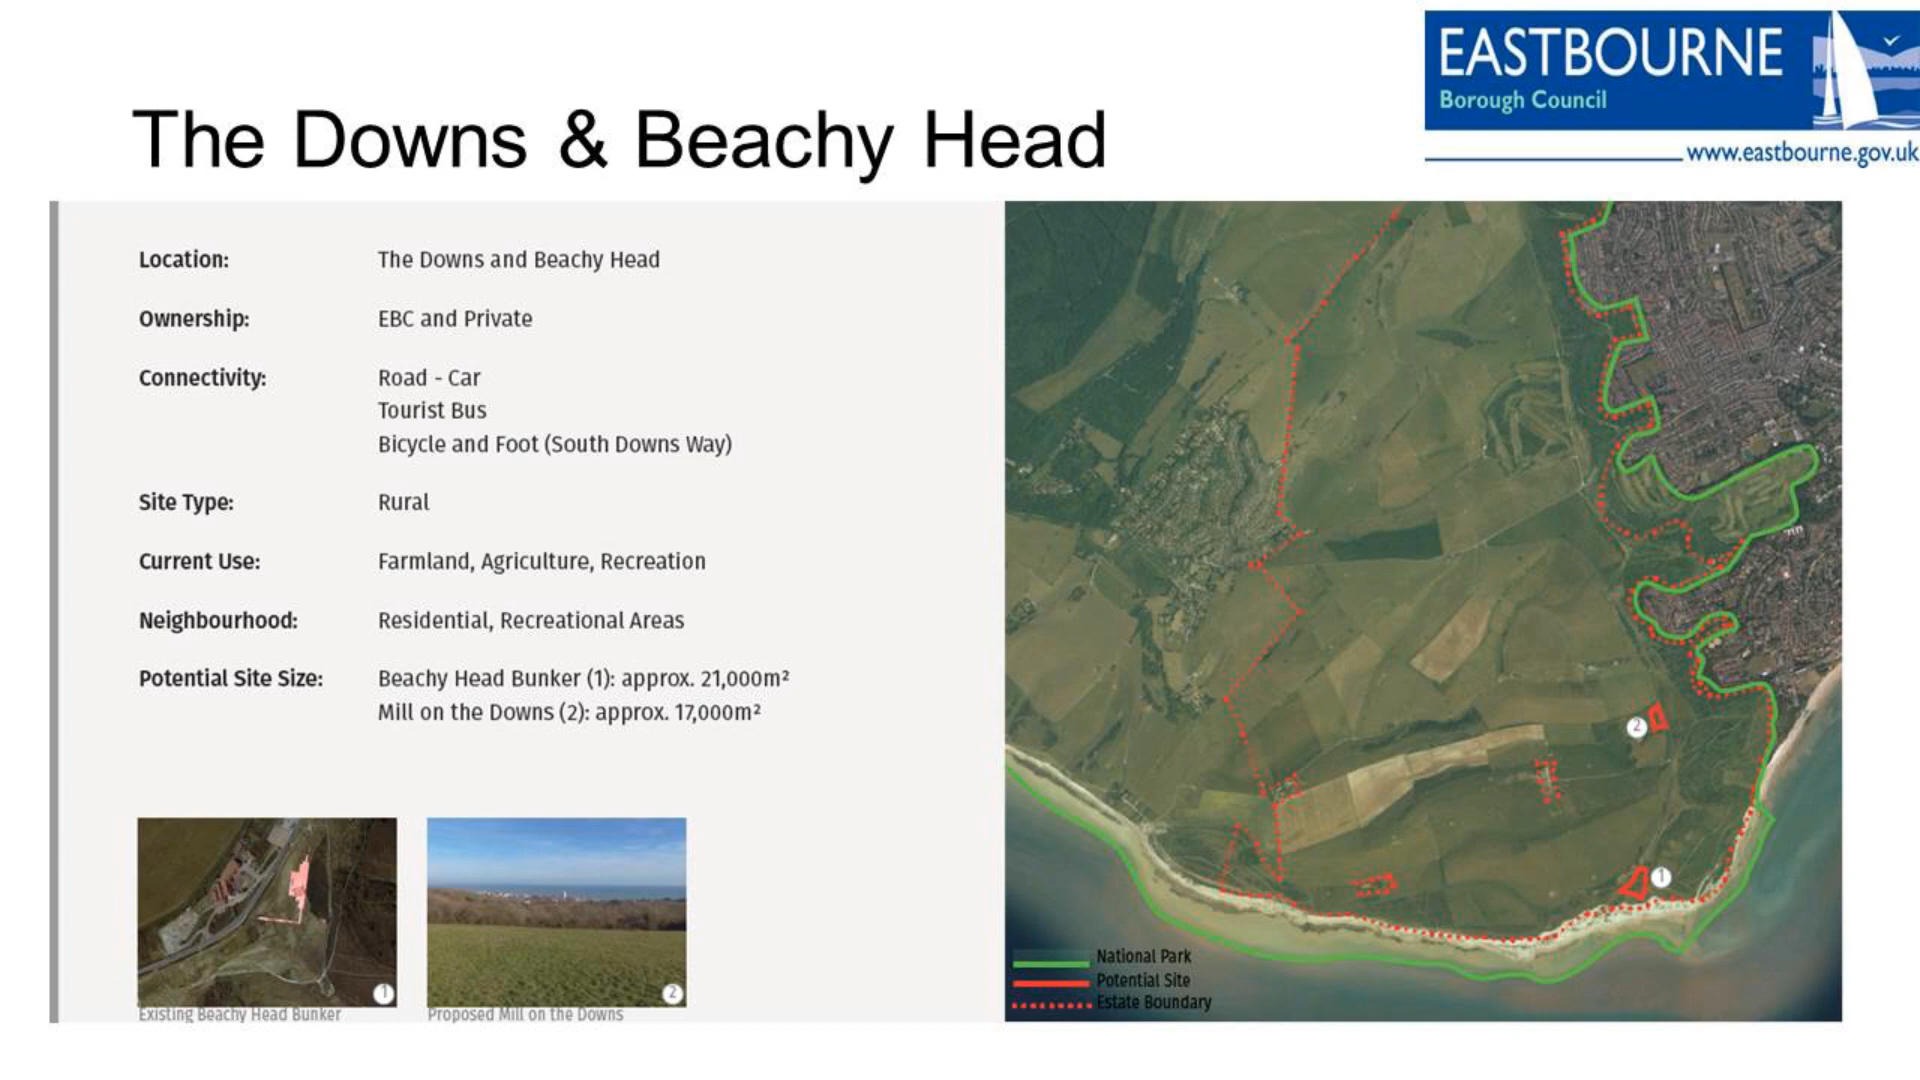 EASTBOURNE
Borough Council
www.eastbourne.gov.uk
The Downs & Beachy Head
Location: The Downs and Beachy Head
Ownership: EBC and Private
Connectivity: Road - Car
Tourist Bus
Bicycle and Foot (South Downs Way)
Site Type: Rural
Current Use: Farmland, Agriculture, Recreation
Neighbourhood: Residential, Recreational Areas
Potential Site Size: Beachy Head Bunker (1): approx. 21,000m²
Mill on the Downs (2): approx. 17,000m²
1
Existing Beachy Head Bunker
2
Proposed Mill on the Downs
2
1
National Park
Potential Site
Estate Boundary